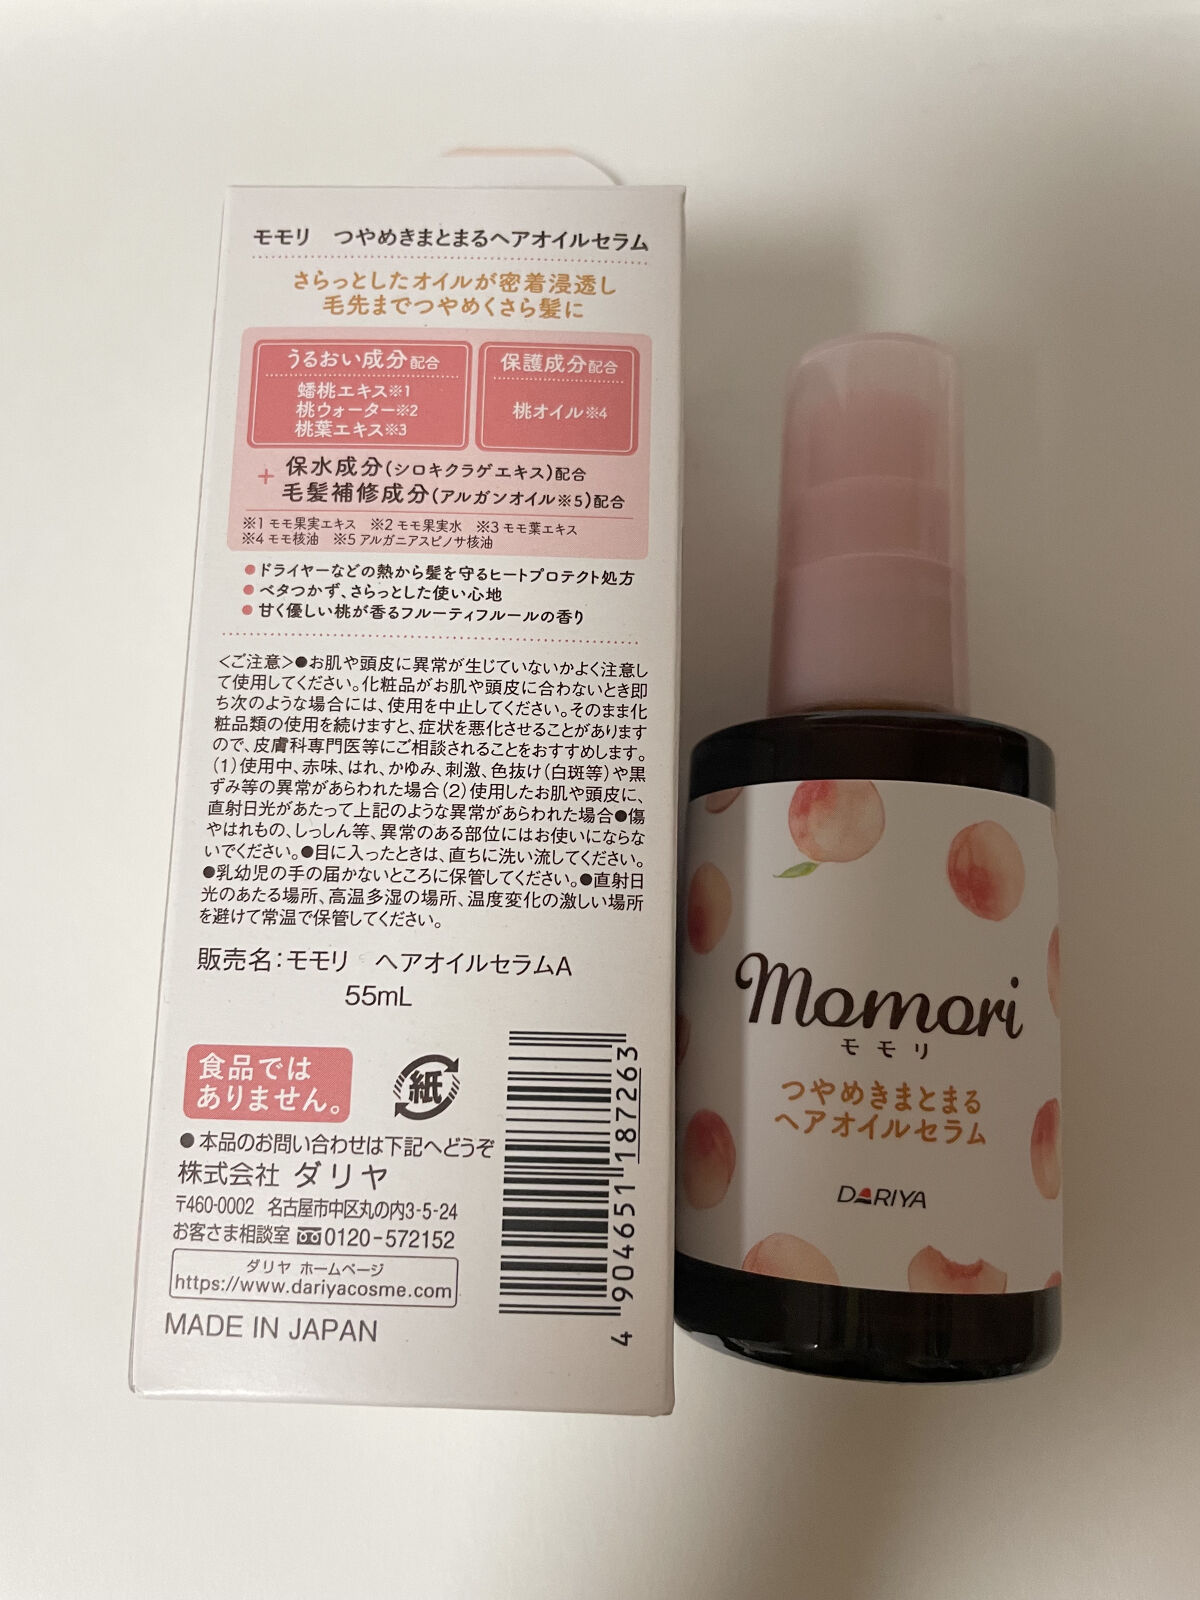 モモリ　つやめきまとまるヘアオイルセラム
さらっとしたオイルが密着浸透し
毛先までつやめくさら髪に
うるおい成分配合
蟠桃エキス※1
桃ウォーター※2
桃葉エキス※3
保護成分配合
桃オイル※4
+ 保水成分(シロキクラゲエキス)配合
毛髪補修成分(アルガンオイル※5)配合
※1 モモ果実エキス　※2 モモ果実水　※3 モモ葉エキス
※4 モモ核油　※5 アルガニアスピノサ核油
●ドライヤーなどの熱から髪を守るヒートプロテクト処方
●ベタつかず、さらっとした使い心地
●甘く優しい桃が香るフルーティフルールの香り
<ご注意>●お肌や頭皮に異常が生じていないかよく注意し
て使用してください。化粧品がお肌や頭皮に合わないとき即
ち次のような場合には、使用を中止してください。そのまま化
粧品類の使用を続けますと、症状を悪化させることがあります
ので、皮膚科専門医等にご相談されることをおすすめします。
(1)使用中、赤味、はれ、かゆみ、刺激、色抜け(白斑等)や黒
ずみ等の異常があらわれた場合(2)使用したお肌や頭皮に、
直射日光があたって上記のような異常があらわれた場合●傷
やはれもの、しっしん等、異常のある部位にはお使いにならな
いでください。●目に入ったときは、直ちに洗い流してください。
●乳幼児の手の届かないところに保管してください。●直射日
光のあたる場所、高温多湿の場所、温度変化の激しい場所
を避けて常温で保管してください。
販売名:モモリ　ヘアオイルセラムA
55mL
食品では
ありません。
紙
●本品のお問い合わせは下記へどうぞ
株式会社 ダリヤ
〒460-0002 名古屋市中区丸の内3-5-24
お客さま相談室 0120-572152
ダリヤ ホームページ
https://www.dariyacosme.com
MADE IN JAPAN
4 904651 187263
momori
モモリ
つやめきまとまる
ヘアオイルセラム
DARIYA